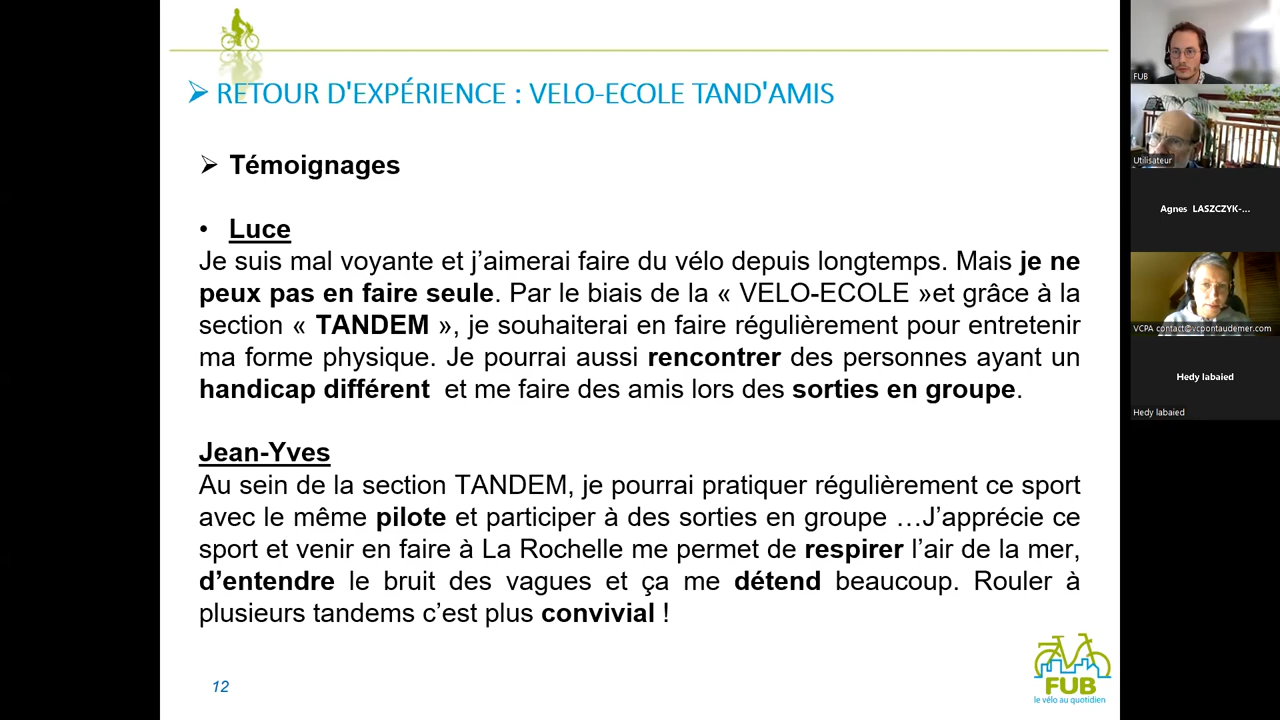 RETOUR D'EXPÉRIENCE : VELO-ECOLE TAND'AMIS
Témoignages
Luce
Je suis mal voyante et j’aimerai faire du vélo depuis longtemps. Mais je ne
peux pas en faire seule. Par le biais de la « VELO-ECOLE »et grâce à la
section « TANDEM », je souhaiterai en faire régulièrement pour entretenir
ma forme physique. Je pourrai aussi rencontrer des personnes ayant un
handicap différent et me faire des amis lors des sorties en groupe.
Jean-Yves
Au sein de la section TANDEM, je pourrai pratiquer régulièrement ce sport
avec le même pilote et participer à des sorties en groupe …J’apprécie ce
sport et venir en faire à La Rochelle me permet de respirer l’air de la mer,
d’entendre le bruit des vagues et ça me détend beaucoup. Rouler à
plusieurs tandems c’est plus convivial !
12
FUB
le vélo au quotidien
FUB
Utilisateur
Agnes LASZCZYK-...
VCPA contact@vcpontaudemer.com
Hedy labaied
Hedy labaied